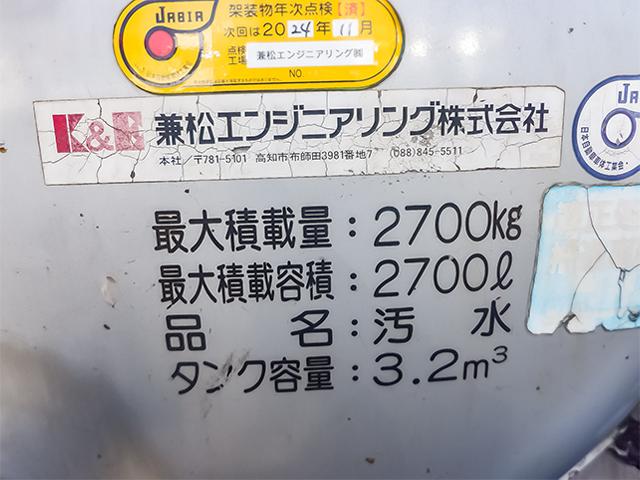 JABIA
架装物年次点検【済】
次回は2024年11月
点検工場 兼松エンジニアリング㈱
NO.
K&E 兼松エンジニアリング株式会社
本社 〒781-5101 高知市布師田3981番地7 (088)845-5511
JABIA
日本自動車車体工業会
最大積載量：2700kg
最大積載容積：2700ℓ
品名：汚水
タンク容量：3.2m³